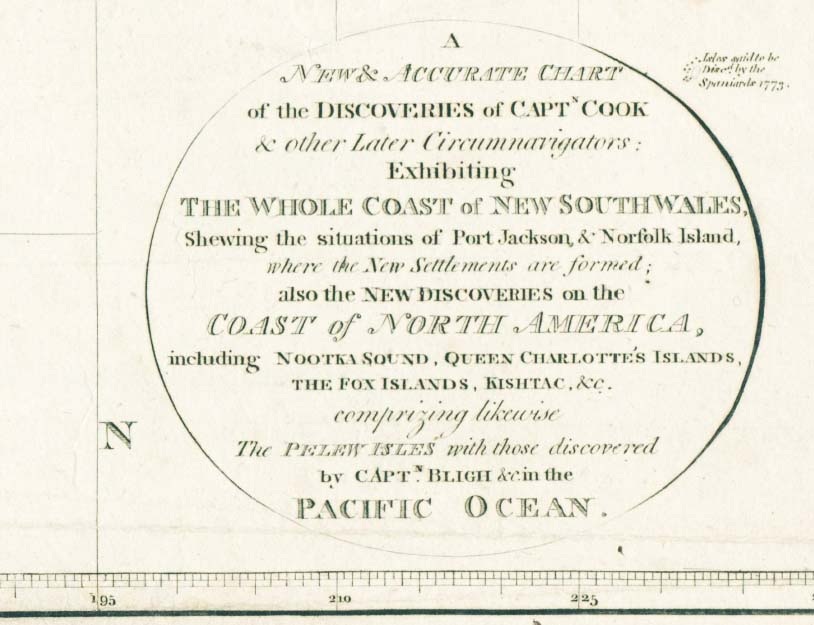 A
NEW & ACCURATE CHART
of the DISCOVERIES of CAPTN COOK
& other Later Circumnavigators;
Exhibiting
THE WHOLE COAST of NEW SOUTH WALES,
Shewing the situations of Port Jackson, & Norfolk Island,
where the New Settlements are formed;
also the NEW DISCOVERIES on the
COAST of NORTH AMERICA,
including NOOTKA SOUND, QUEEN CHARLOTTE'S ISLANDS,
THE FOX ISLANDS, KISHTAC, &c.
comprizing likewise
The PELEW ISLES with those discovered
by CAPTN. BLIGH &c. in the
PACIFIC OCEAN.
Isles said to be
Discd. by the
Spaniards 1773.
N
195 210 225